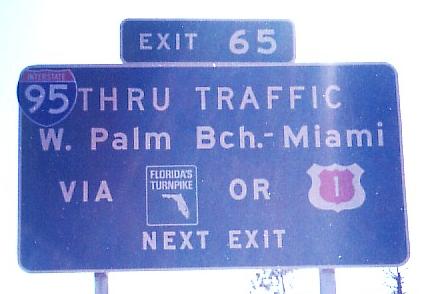 EXIT 65
INTERSTATE
95 THRU TRAFFIC
W. Palm Bch.-Miami
VIA FLORIDA'S TURNPIKE OR 1
NEXT EXIT